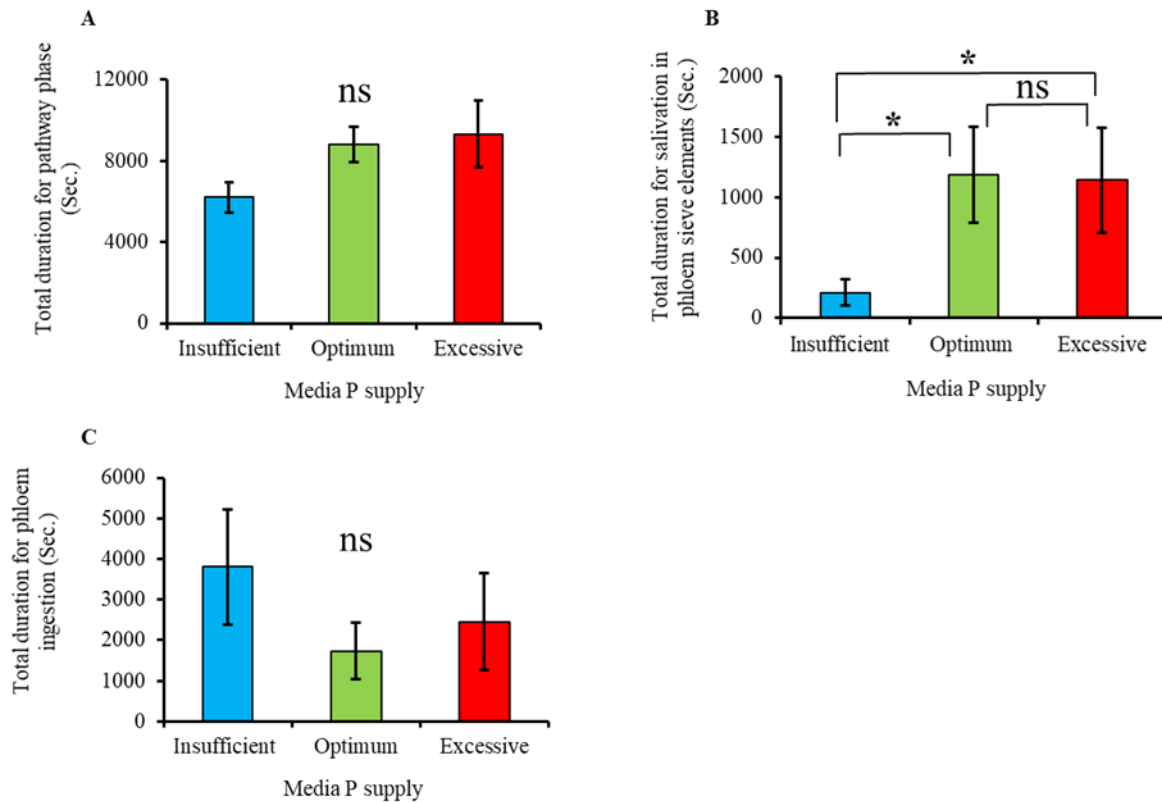 A
Total duration for pathway phase
(Sec.)
12000
8000
4000
0
ns
Insufficient Optimum Excessive
Media P supply
B
Total duration for salivation in
phloem sieve elements (Sec.)
2000
1500
1000
500
0
*
ns
*
Insufficient Optimum Excessive
Media P supply
C
Total duration for phloem
ingestion (Sec.)
6000
5000
4000
3000
2000
1000
0
ns
Insufficient Optimum Excessive
Media P supply